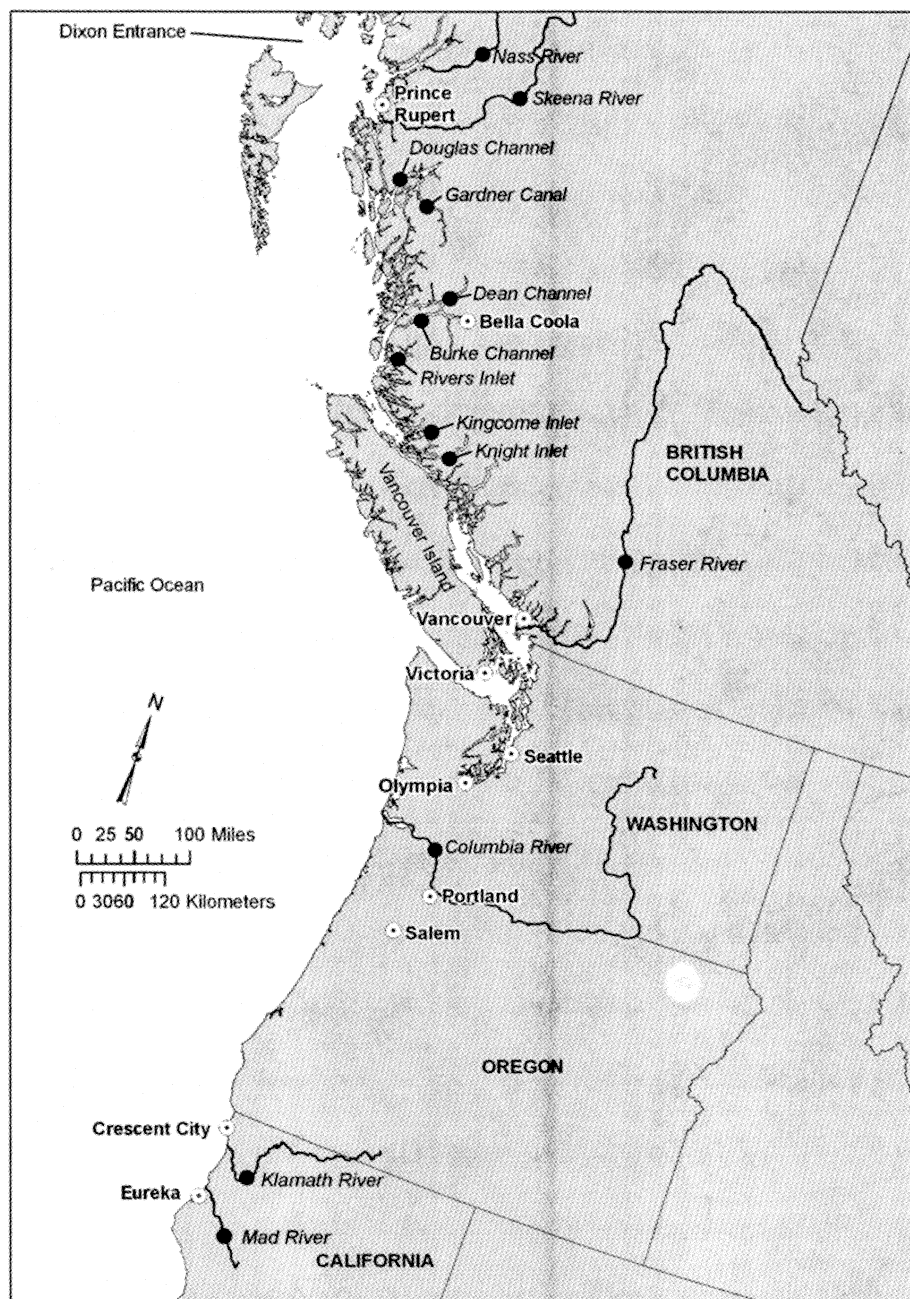 Dixon Entrance
Nass River
Prince
Rupert
Skeena River
Douglas Channel
Gardner Canal
Dean Channel
Bella Coola
Burke Channel
Rivers Inlet
Kingcome Inlet
Knight Inlet
BRITISH
COLUMBIA
Vancouver Island
Fraser River
Pacific Ocean
Vancouver
Victoria
N
Seattle
Olympia
0 25 50 100 Miles
WASHINGTON
Columbia River
0 3060 120 Kilometers
Portland
Salem
OREGON
Crescent City
Klamath River
Eureka
Mad River
CALIFORNIA